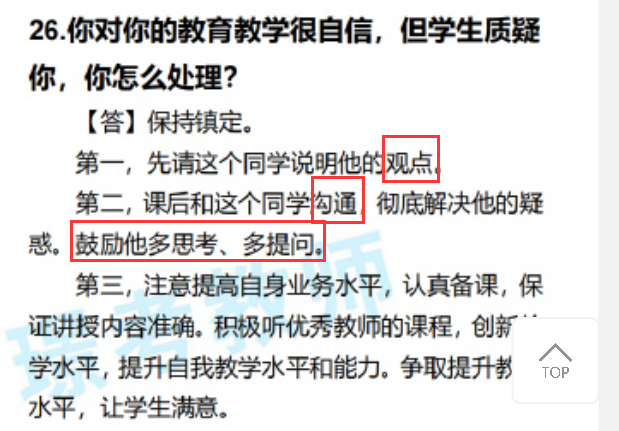 26.你对你的教育教学很自信，但学生质疑
你，你怎么处理？
【答】保持镇定。
第一，先请这个同学说明他的观点。
第二，课后和这个同学沟通，彻底解决他的疑
惑。鼓励他多思考、多提问。
第三，注意提高自身业务水平，认真备课，保
证讲授内容准确。积极听优秀教师的课程，创新
学水平，提升自我教学水平和能力。争取提升教
水平，让学生满意。
TOP
璟考教师